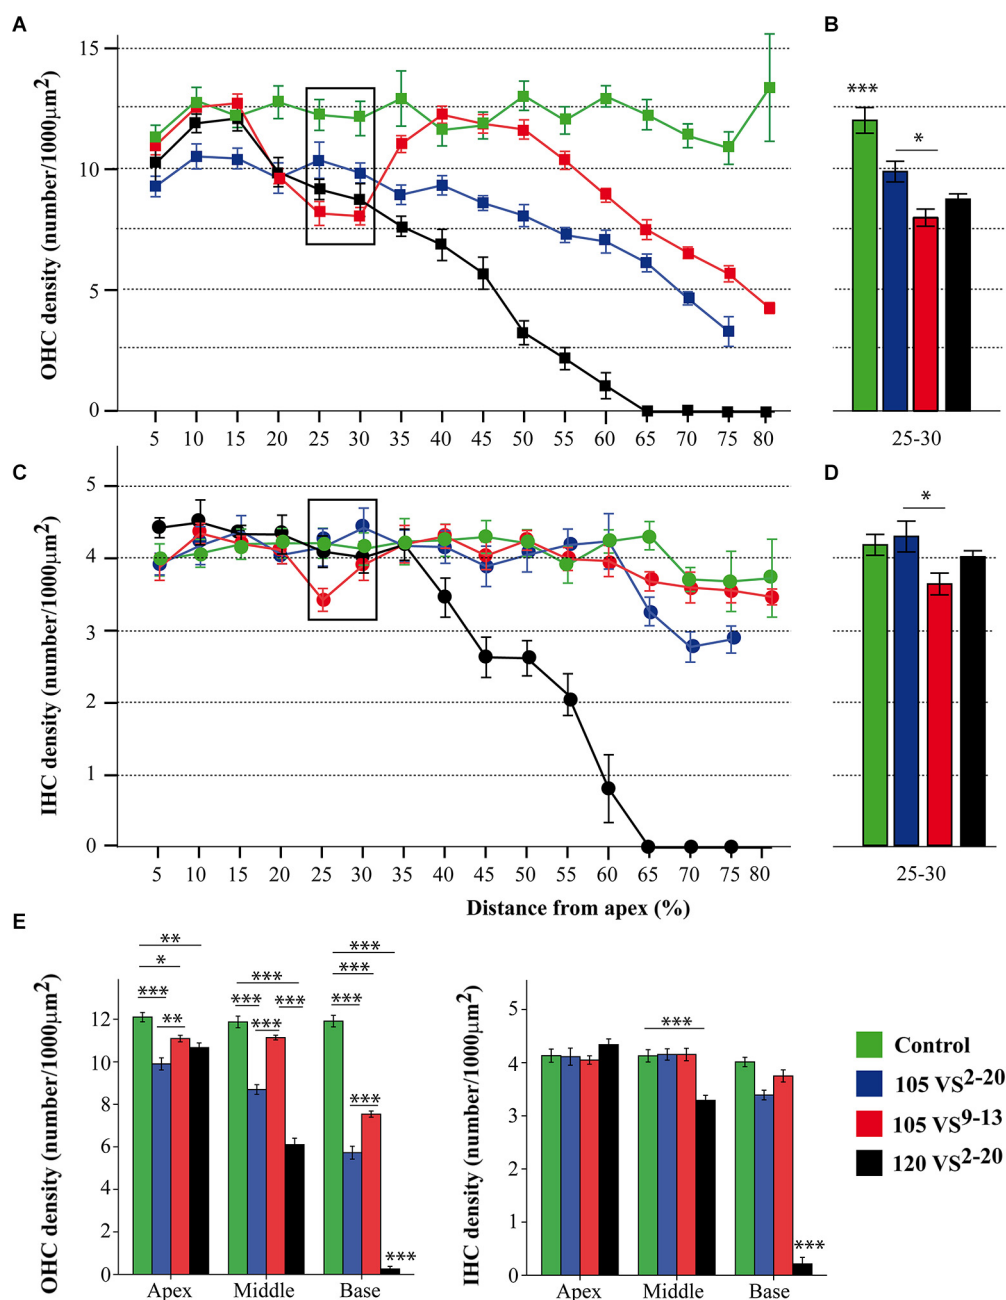 A
B
OHC density (number/1000μm²)
15
10
5
0
***
*
5 10 15 20 25 30 35 40 45 50 55 60 65 70 75 80
25-30
C
D
IHC density (number/1000μm²)
5
4
3
2
1
0
*
5 10 15 20 25 30 35 40 45 50 55 60 65 70 75 80
25-30
Distance from apex (%)
E
OHC density (number/1000μm²)
12
10
8
6
4
2
0
**
*
***
**
***
*** ***
***
***
***
***
***
***
Apex Middle Base
IHC density (number/1000μm²)
5
4
3
2
1
0
***
***
Apex Middle Base
Control
105 VS²⁻²⁰
105 VS⁹⁻¹³
120 VS²⁻²⁰